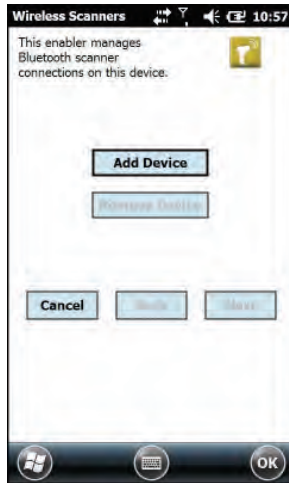 Wireless Scanners 10:57
This enabler manages
Bluetooth scanner
connections on this device.
Add Device
Remove Device
Cancel Back Next
OK